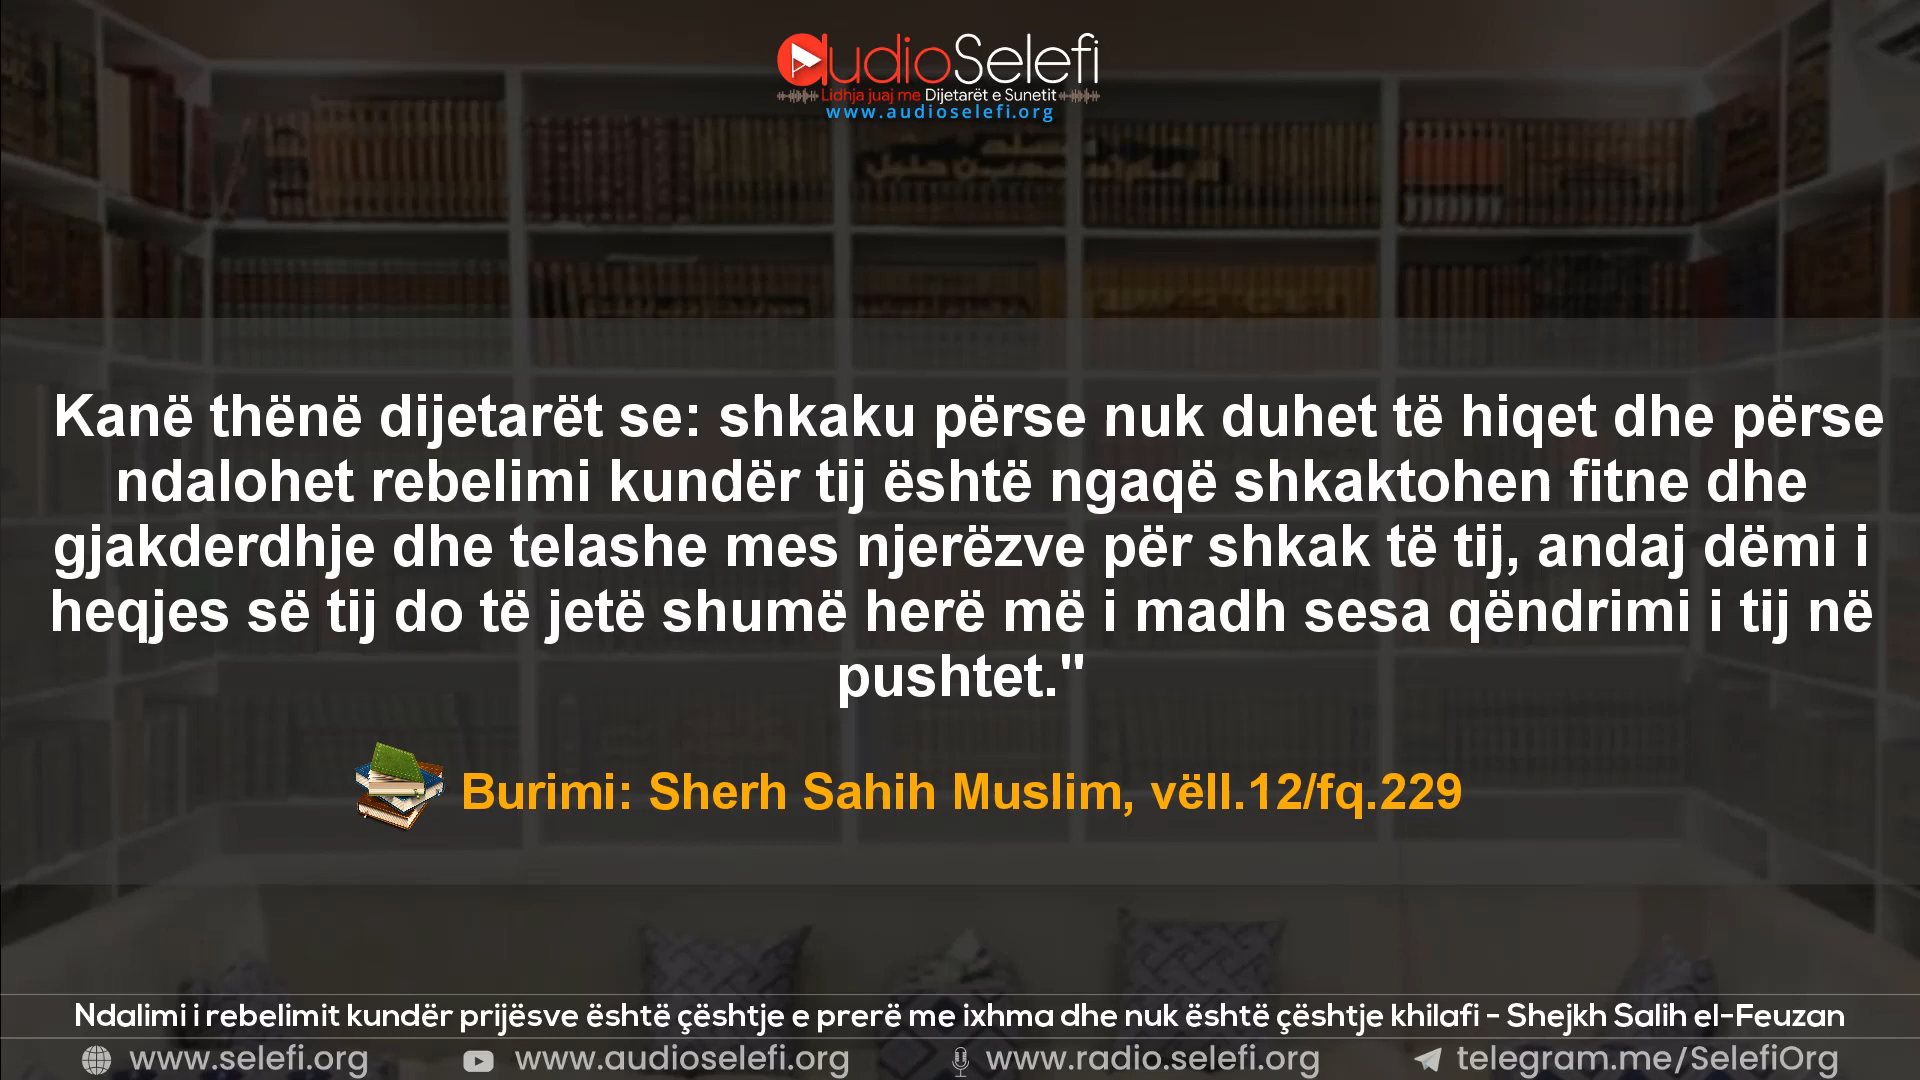 audioSelefi
Lidhja juaj me Dijetarët e Sunetit
www.audioselefi.org
Kanë thënë dijetarët se: shkaku përse nuk duhet të hiqet dhe përse
ndalohet rebelimi kundër tij është ngaqë shkaktohen fitne dhe
gjakderdhje dhe telashe mes njerëzve për shkak të tij, andaj dëmi i
heqjes së tij do të jetë shumë herë më i madh sesa qëndrimi i tij në
pushtet."
Burimi: Sherh Sahih Muslim, vëll.12/fq.229
Ndalimi i rebelimit kundër prijësve është çështje e prerë me ixhma dhe nuk është çështje khilafi - Shejkh Salih el-Feuzan
www.selefi.org www.audioselefi.org www.radio.selefi.org telegram.me/SelefiOrg